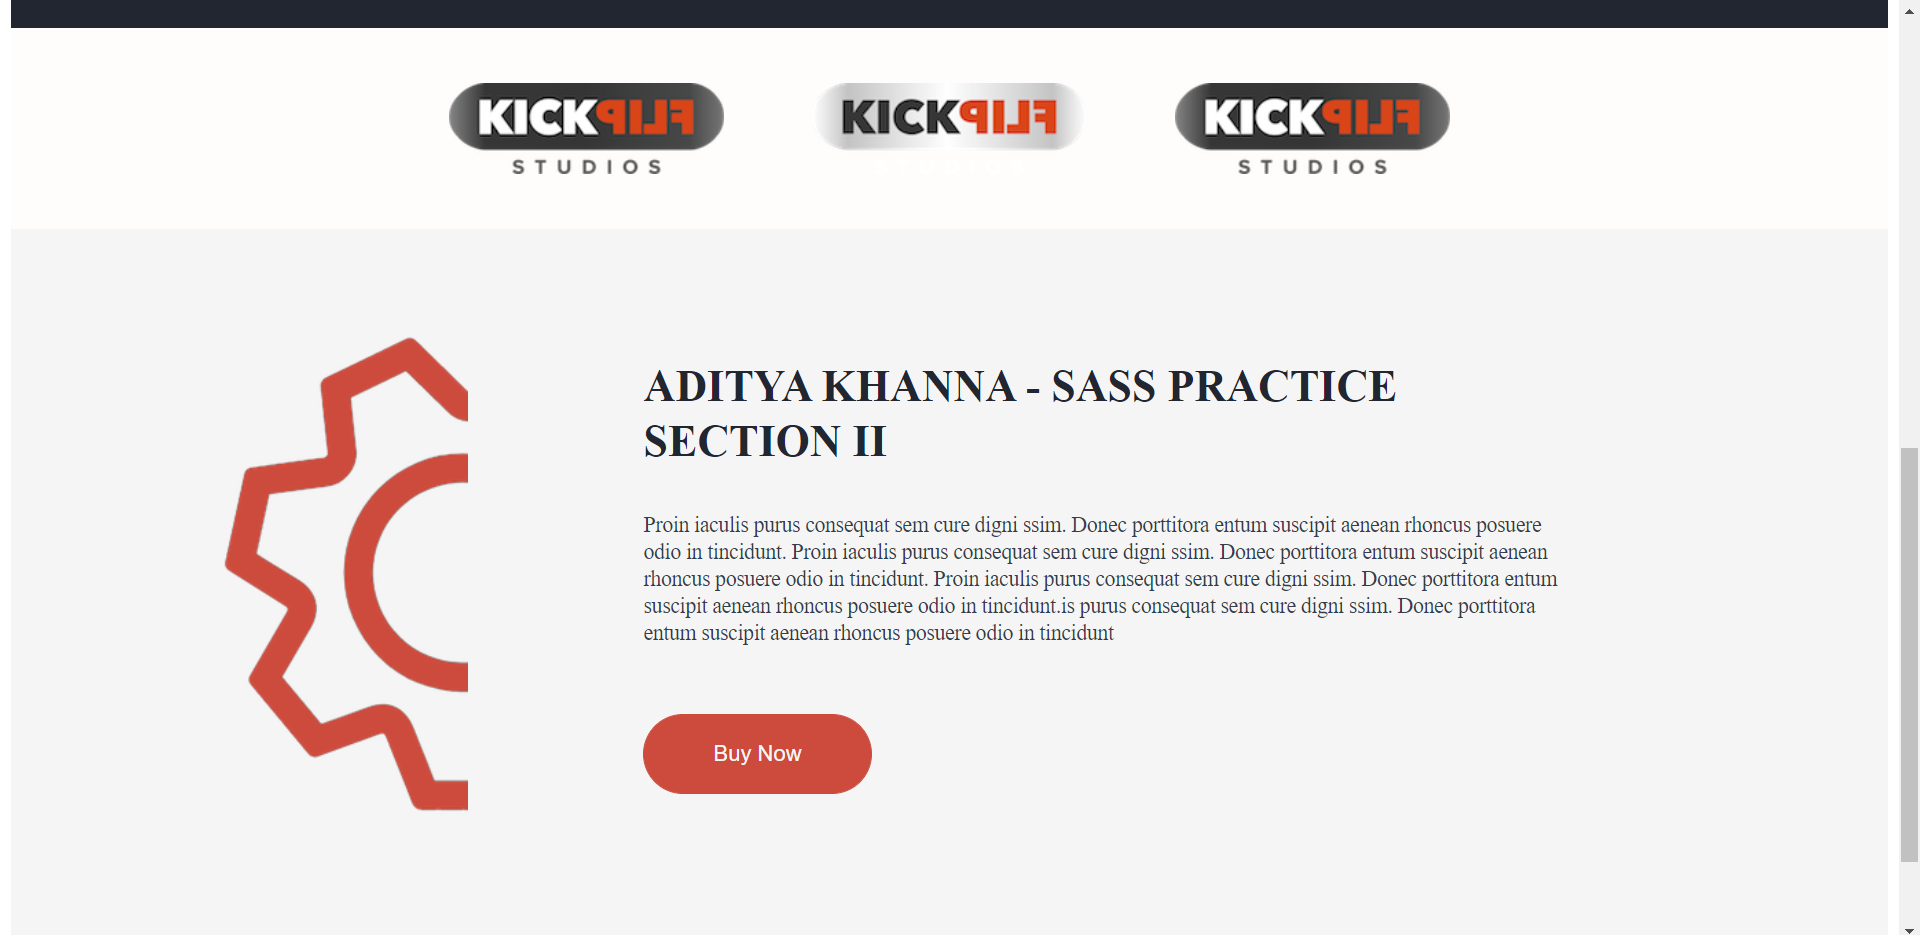 KICKFLIP KICKFLIP KICKFLIP
STUDIOS STUDIOS
ADITYA KHANNA - SASS PRACTICE
SECTION II
Proin iaculis purus consequat sem cure digni ssim. Donec porttitora entum suscipit aenean rhoncus posuere
odio in tincidunt. Proin iaculis purus consequat sem cure digni ssim. Donec porttitora entum suscipit aenean
rhoncus posuere odio in tincidunt. Proin iaculis purus consequat sem cure digni ssim. Donec porttitora entum
suscipit aenean rhoncus posuere odio in tincidunt.is purus consequat sem cure digni ssim. Donec porttitora
entum suscipit aenean rhoncus posuere odio in tincidunt
Buy Now